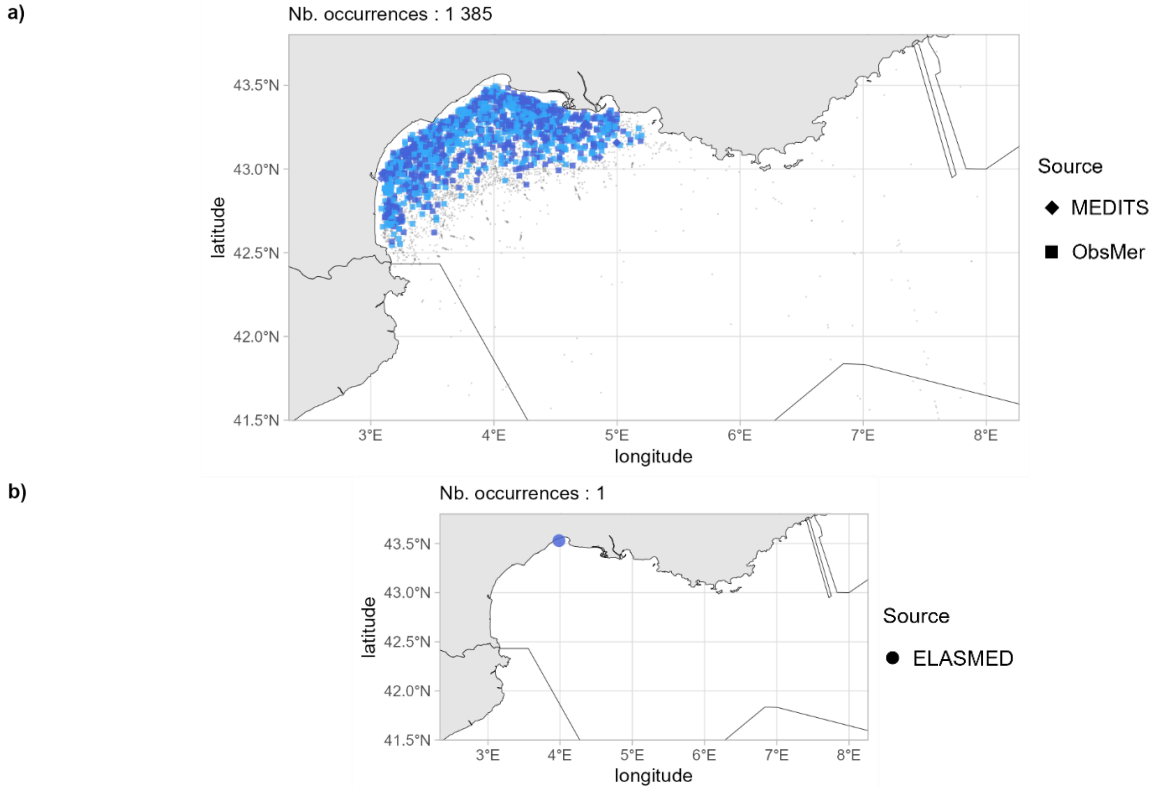 a)
Nb. occurrences : 1 385
43.5°N
43.0°N
42.5°N
42.0°N
41.5°N
latitude
3°E 4°E 5°E 6°E 7°E 8°E
longitude
Source
MEDITS
ObsMer
b)
Nb. occurrences : 1
43.5°N
43.0°N
42.5°N
42.0°N
41.5°N
latitude
3°E 4°E 5°E 6°E 7°E 8°E
longitude
Source
ELASMED